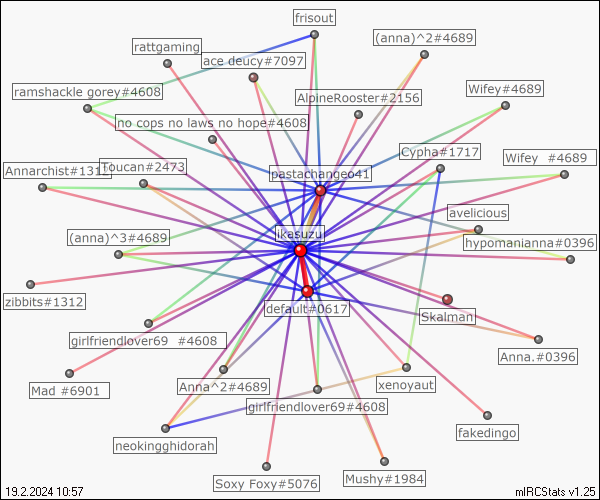 frisout
rattgaming
(anna)^2#4689
ace deucy#7097
ramshackle gorey#4608
Wifey#4689
AlpineRooster#2156
no cops no laws no hope#4608
Cypha#1717
Wifey #4689
Annarchist#1312
Toucan#2473
pastachangeo41
avelicious
ikasuzu
(anna)^3#4689
hypomanianna#0396
zibbits#1312
default#0617
Skalman
girlfriendlover69 #4608
Anna.#0396
Mad #6901
Anna^2#4689
xenoyaut
girlfriendlover69#4608
fakedingo
neokingghidorah
Soxy Foxy#5076
Mushy#1984
19.2.2024 10:57
mIRCStats v1.25